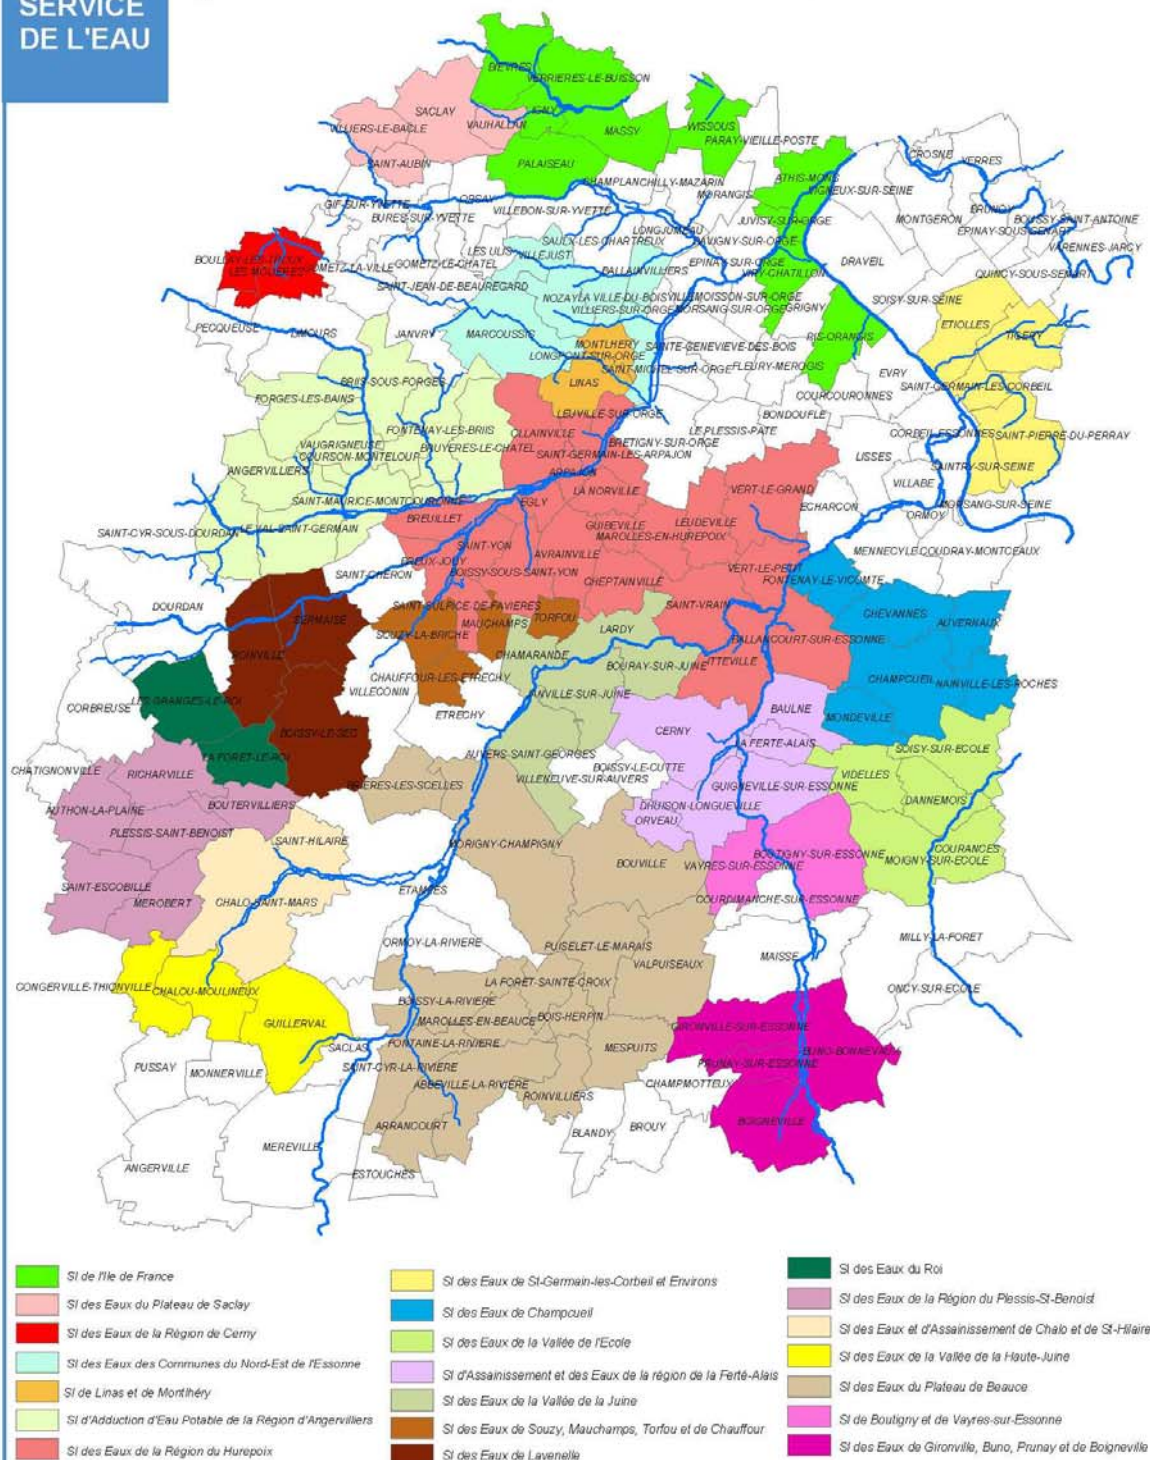 SERVICE
DE L'EAU
BIEVRES
VERRIERES-LE-BUISSON
IGNY
SACLAY
VAUHALLAN
VILLIERS-LE-BACLE
MASSY
WISSOUS
PARAY-VIEILLE-POSTE
SAINT-AUBIN
PALAISEAU
CROSNE
YERRES
CHAMPLAN
CHILLY-MAZARIN
MORANGIS
ATHIS-MONS
VIGNEUX-SUR-SEINE
GIF-SUR-YVETTE
ORSAY
BURES-SUR-YVETTE
VILLEBON-SUR-YVETTE
JUVISY-SUR-ORGE
MONTGERON
BRUNOY
BOUSSY-SAINT-ANTOINE
EPINAY-SOUS-SENART
LONGJUMEAU
SAVIGNY-SUR-ORGE
SAULX-LES-CHARTREUX
LES ULIS
VILLEJUST
VARENNES-JARCY
BOULLAY-LES-TROUX
LES MOLIERES
GOMETZ-LA-VILLE
GOMETZ-LE-CHATEL
BALLAINVILLIERS
EPINAY-SUR-ORGE
VIRY-CHATILLON
DRAVEIL
QUINCY-SOUS-SENART
SAINT-JEAN-DE-BEAUREGARD
NOZAY
LA VILLE-DU-BOIS
VILLEMOISSON-SUR-ORGE
VILLIERS-SUR-ORGE
MORSANG-SUR-ORGE
GRIGNY
SOISY-SUR-SEINE
PECQUEUSE
LIMOURS
JANVRY
MARCOUSSIS
MONTLHERY
LONGPONT-SUR-ORGE
SAINTE-GENEVIEVE-DES-BOIS
RIS-ORANGIS
ETIOLLES
TIGERY
SAINT-MICHEL-SUR-ORGE
FLEURY-MEROGIS
EVRY
BRIIS-SOUS-FORGES
LINAS
SAINT-GERMAIN-LES-CORBEIL
COURCOURONNES
FORGES-LES-BAINS
LEUVILLE-SUR-ORGE
BONDOUFLE
FONTENAY-LES-BRIIS
OLLAINVILLE
LE PLESSIS-PATE
CORBEIL-ESSONNES
SAINT-PIERRE-DU-PERRAY
VAUGRIGNEUSE
BRUYERES-LE-CHATEL
BRETIGNY-SUR-ORGE
COURSON-MONTELOUP
SAINT-GERMAIN-LES-ARPAJON
LISSES
SAINTRY-SUR-SEINE
ANGERVILLIERS
ARPAJON
LA NORVILLE
VERT-LE-GRAND
VILLABE
SAINT-MAURICE-MONTCOURONNE
EGLY
ECHARCON
ORMOY
MORSANG-SUR-SEINE
SAINT-CYR-SOUS-DOURDAN
LE VAL-SAINT-GERMAIN
BREUILLET
GUIBEVILLE
LEUDEVILLE
MAROLLES-EN-HUREPOIX
SAINT-YON
AVRAINVILLE
MENNECY
LE COUDRAY-MONTCEAUX
BREUX-JOUY
BOISSY-SOUS-SAINT-YON
CHEPTAINVILLE
VERT-LE-PETIT
FONTENAY-LE-VICOMTE
SAINT-CHERON
DOURDAN
SERMAISE
SAINT-SULPICE-DE-FAVIERES
MAUCHAMPS
TORFOU
SAINT-VRAIN
CHEVANNES
AUVERNAUX
SOUZY-LA-BRICHE
LARDY
BALLANCOURT-SUR-ESSONNE
ROINVILLE
CHAMARANDE
BOURAY-SUR-JUINE
ITTEVILLE
CHAUFFOUR-LES-ETRECHY
CHAMPCUEIL
NAINVILLE-LES-ROCHES
VILLECONIN
JANVILLE-SUR-JUINE
LES GRANGES-LE-ROI
CORBREUSE
ETRECHY
BAULNE
MONDEVILLE
BOISSY-LE-SEC
CERNY
LA FERTE-ALAIS
SOISY-SUR-ECOLE
LA FORET-LE-ROI
AUVERS-SAINT-GEORGES
BOISSY-LE-CUTTE
CHATIGNONVILLE
RICHARVILLE
VILLENEUVE-SUR-AUVERS
VIDELLES
BRIERES-LES-SCELLES
GUIGNEVILLE-SUR-ESSONNE
AUTHON-LA-PLAINE
BOUTERVILLIERS
DHUISON-LONGUEVILLE
DANNEMOIS
ORVEAU
PLESSIS-SAINT-BENOIST
SAINT-HILAIRE
MORIGNY-CHAMPIGNY
BOUTIGNY-SUR-ESSONNE
COURANCES
BOUVILLE
VAYRES-SUR-ESSONNE
MOIGNY-SUR-ECOLE
SAINT-ESCOBILLE
MEROBERT
CHALO-SAINT-MARS
ETAMPES
COURDIMANCHE-SUR-ESSONNE
ORMOY-LA-RIVIERE
PUISELET-LE-MARAIS
MAISSE
MILLY-LA-FORET
VALPUISEAUX
CONGERVILLE-THIONVILLE
CHALOU-MOULINEUX
LA FORET-SAINTE-CROIX
ONCY-SUR-ECOLE
BOISSY-LA-RIVIERE
GUILLERVAL
MAROLLES-EN-BEAUCE
BOIS-HERPIN
GIRONVILLE-SUR-ESSONNE
SACLAS
FONTAINE-LA-RIVIERE
MESPUITS
BUNO-BONNEVAUX
PRUNAY-SUR-ESSONNE
PUSSAY
MONNERVILLE
SAINT-CYR-LA-RIVIERE
ABBEVILLE-LA-RIVIERE
CHAMPMOTTEUX
ROINVILLIERS
ARRANCOURT
BLANDY
BROUY
BOIGNEVILLE
MEREVILLE
ANGERVILLE
ESTOUCHES
SI de l'Ile de France
SI des Eaux du Plateau de Saclay
SI des Eaux de la Région de Cerny
SI des Eaux des Communes du Nord-Est de l'Essonne
SI de Linas et de Montlhéry
SI d'Adduction d'Eau Potable de la Région d'Angervilliers
SI des Eaux de la Région du Hurepoix
SI des Eaux de St-Germain-les-Corbeil et Environs
SI des Eaux de Champcueil
SI des Eaux de la Vallée de l'Ecole
SI d'Assainissement et des Eaux de la région de la Ferté-Alais
SI des Eaux de la Vallée de la Juine
SI des Eaux de Souzy, Mauchamps, Torfou et de Chauffour
SI des Eaux de Lavenelle
SI des Eaux du Roi
SI des Eaux de la Région du Plessis-St-Benoist
SI des Eaux et d'Assainissement de Chalo et de St-Hilaire
SI des Eaux de la Vallée de la Haute-Juine
SI des Eaux du Plateau de Beauce
SI de Boutigny et de Vayres-sur-Essonne
SI des Eaux de Gironville, Buno, Prunay et de Boigneville